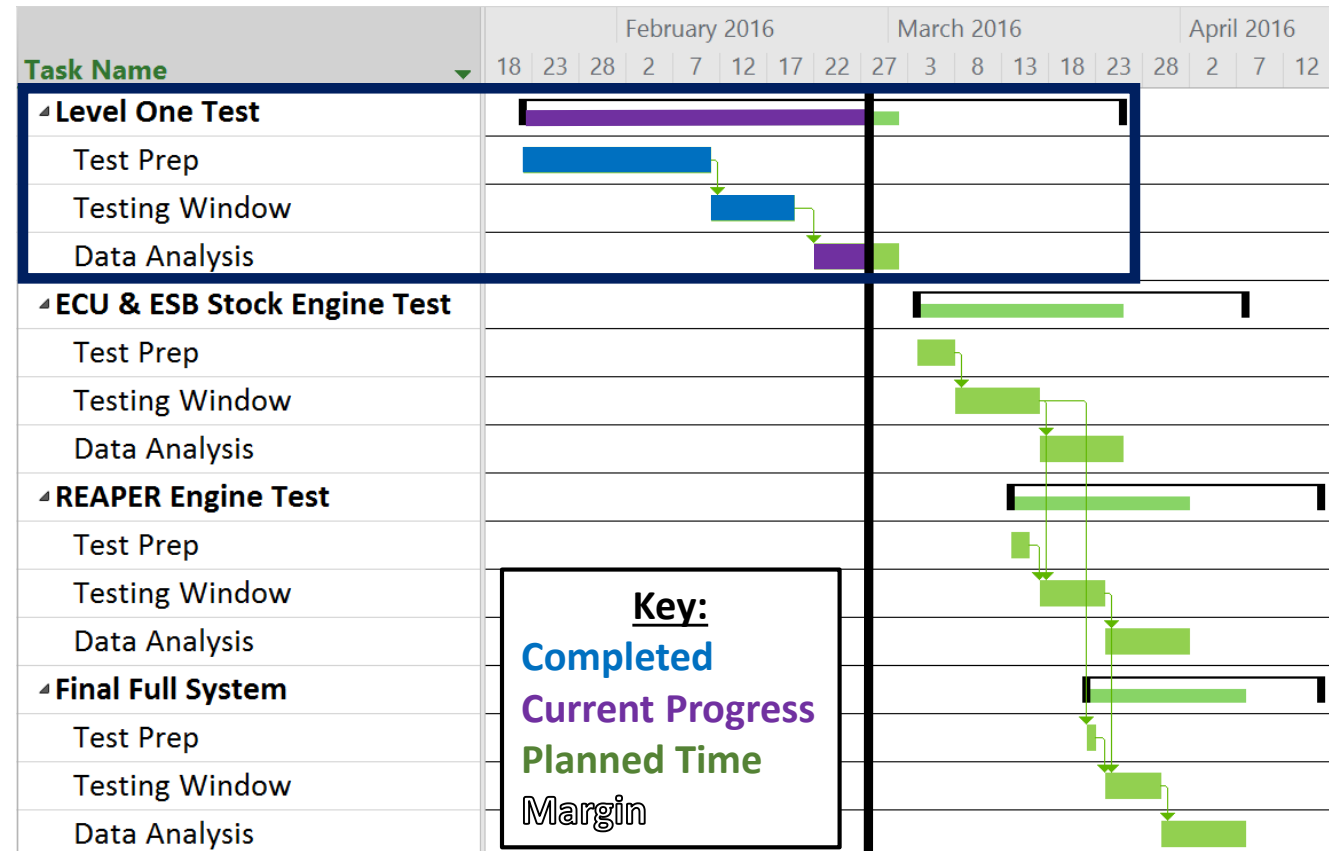 February 2016 March 2016 April 2016
Task Name 18 23 28 2 7 12 17 22 27 3 8 13 18 23 28 2 7 12
Level One Test
Test Prep
Testing Window
Data Analysis
ECU & ESB Stock Engine Test
Test Prep
Testing Window
Data Analysis
REAPER Engine Test
Test Prep
Testing Window
Data Analysis
Final Full System
Test Prep
Testing Window
Data Analysis
Key:
Completed
Current Progress
Planned Time
Margin